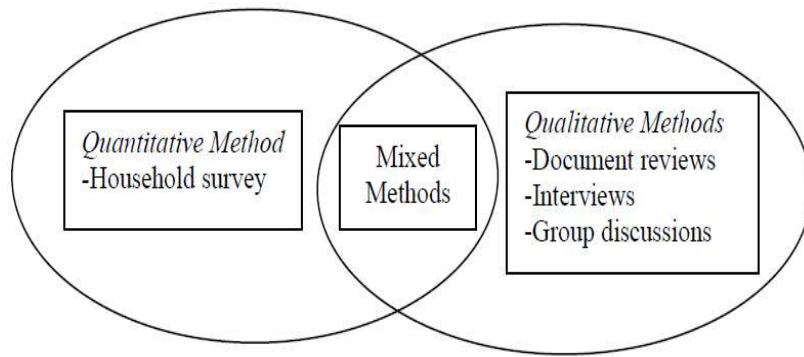 Quantitative Method
-Household survey
Mixed
Methods
Qualitative Methods
-Document reviews
-Interviews
-Group discussions